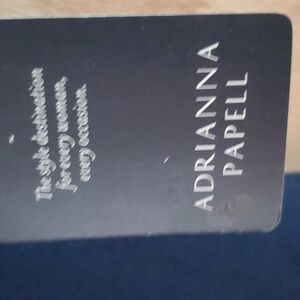 ADRIANNA
PAPELL
The style destination
for every woman,
every occasion.